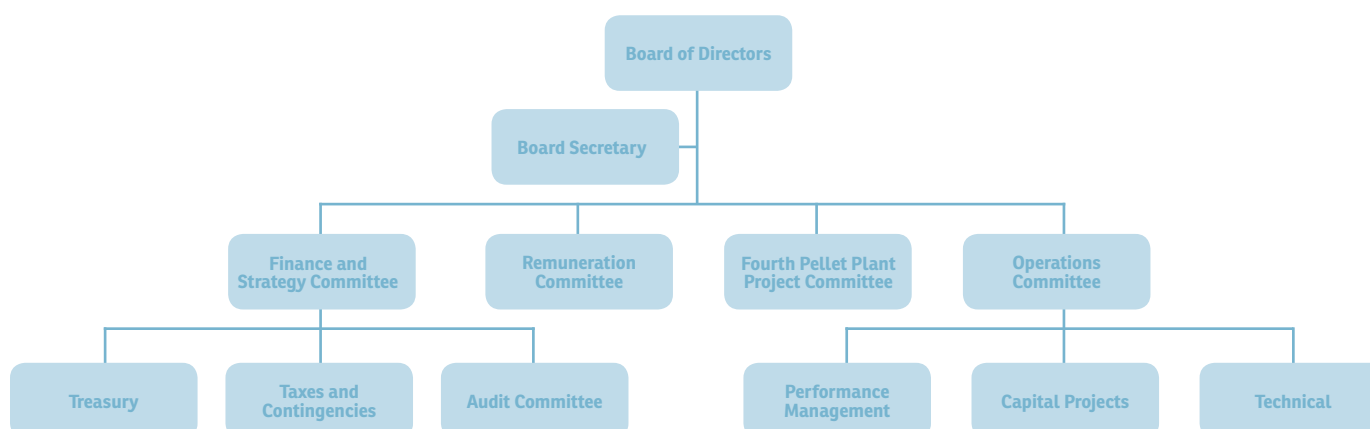 Board of Directors
Board Secretary
Finance and
Strategy Committee
Remuneration
Committee
Fourth Pellet Plant
Project Committee
Operations
Committee
Treasury
Taxes and
Contingencies
Audit Committee
Performance
Management
Capital Projects
Technical